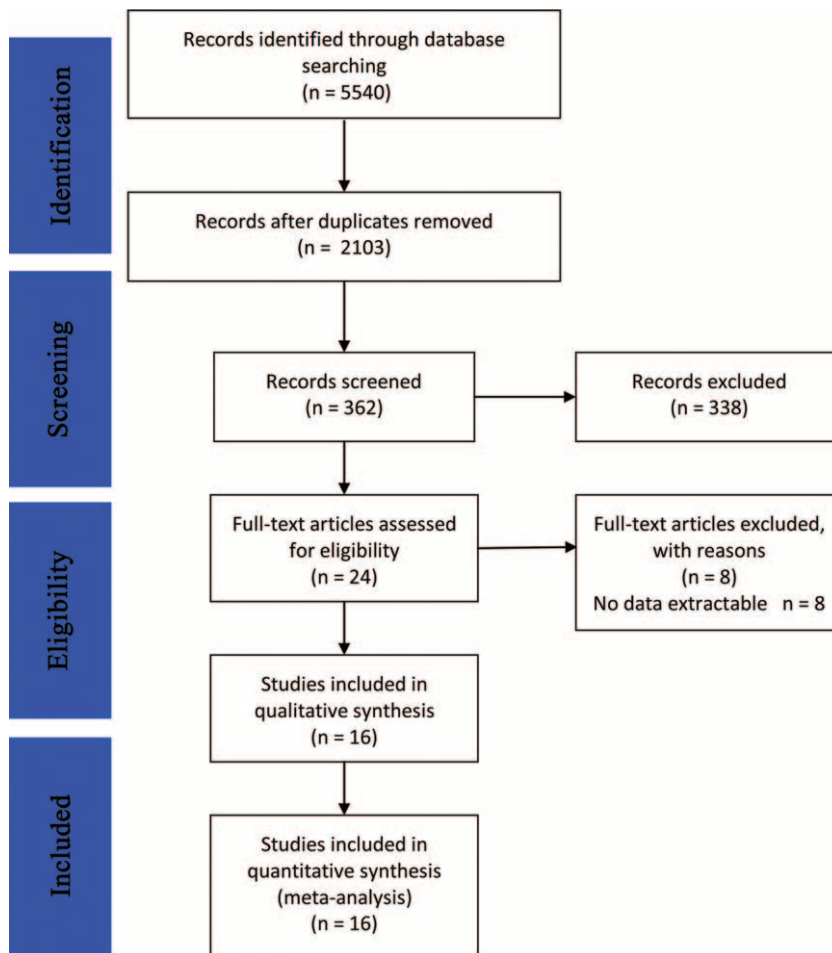 Identification
Records identified through database
searching
(n = 5540)
Records after duplicates removed
(n = 2103)
Screening
Records screened
(n = 362)
Records excluded
(n = 338)
Eligibility
Full-text articles assessed
for eligibility
(n = 24)
Full-text articles excluded,
with reasons
(n = 8)
No data extractable n = 8
Studies included in
qualitative synthesis
(n = 16)
Included
Studies included in
quantitative synthesis
(meta-analysis)
(n = 16)